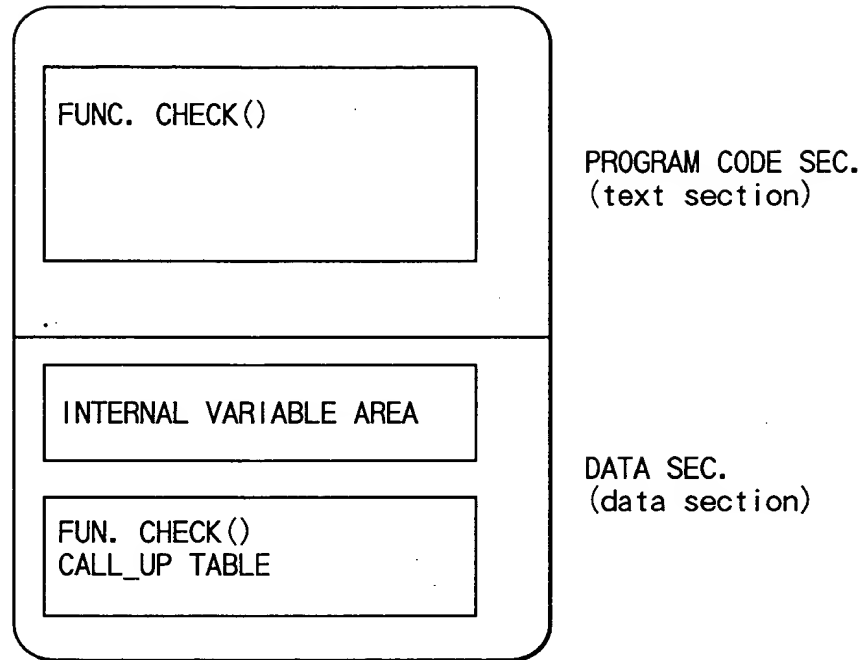 FUNC. CHECK()
PROGRAM CODE SEC.
(text section)
INTERNAL VARIABLE AREA
DATA SEC.
(data section)
FUN. CHECK()
CALL_UP TABLE